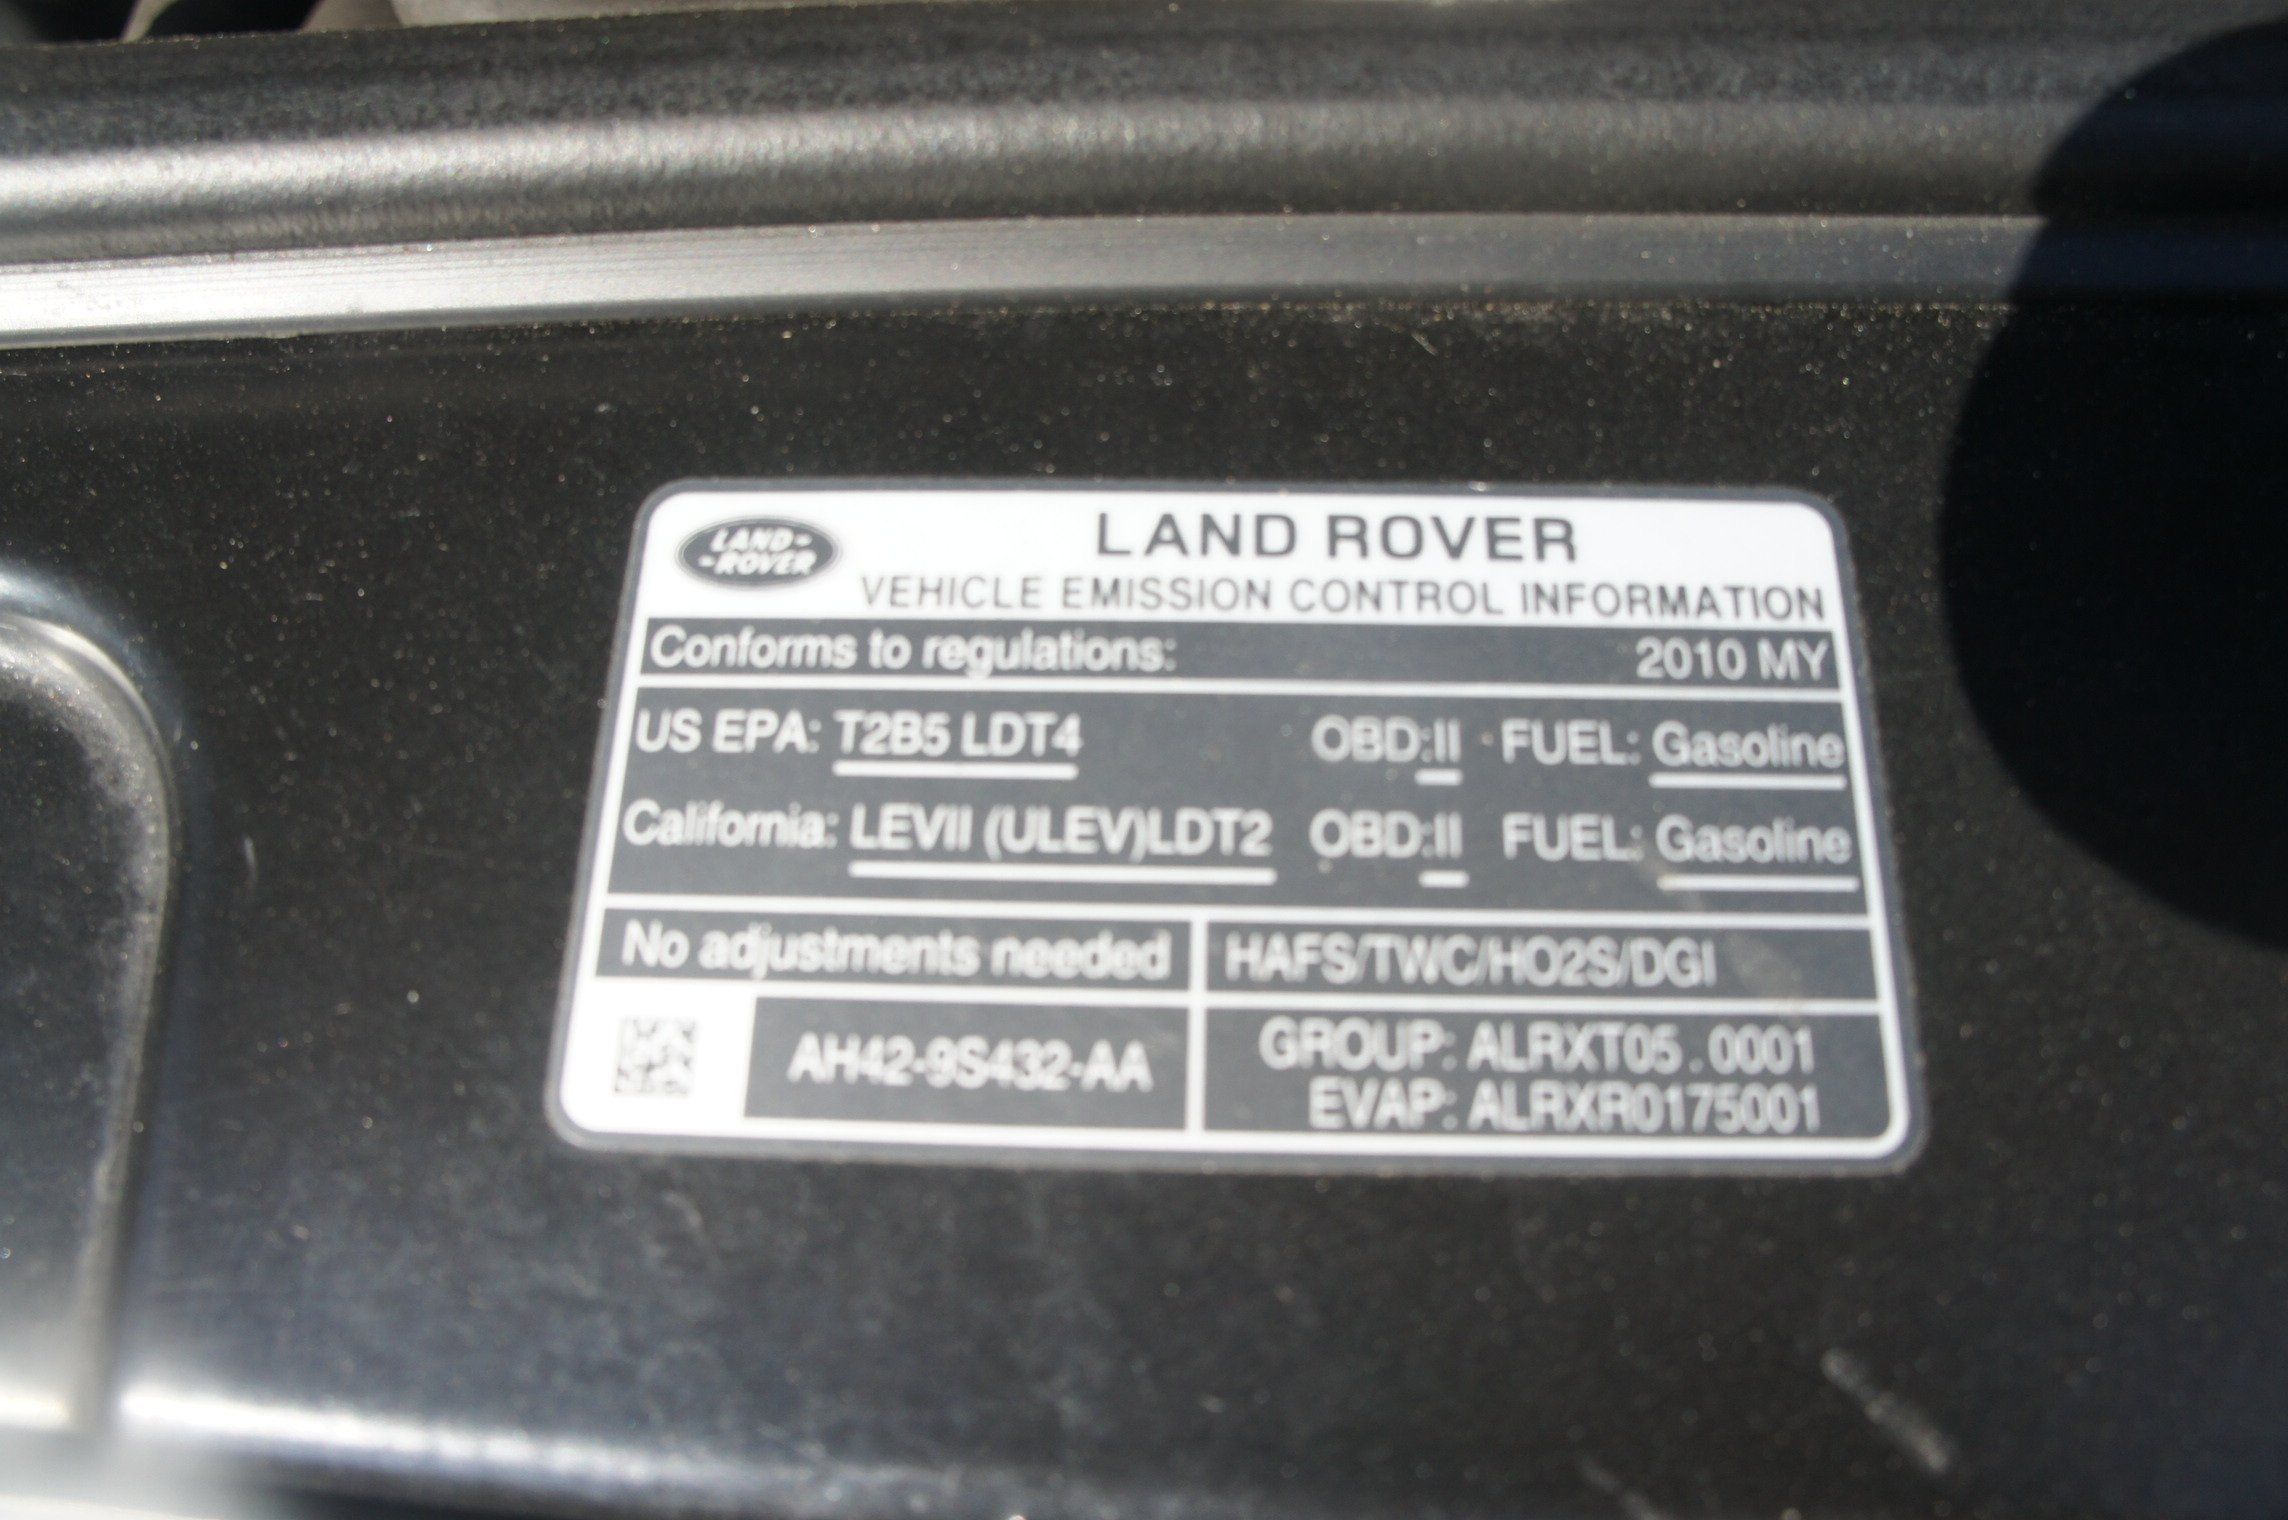 LAND-
-ROVER
LAND ROVER
VEHICLE EMISSION CONTROL INFORMATION
Conforms to regulations: 2010 MY
US EPA: T2B5 LDT4 OBD:II FUEL: Gasoline
California: LEVII (ULEV)LDT2 OBD:II FUEL: Gasoline
No adjustments needed HAFS/TWC/HO2S/DGI
AH42-9S432-AA
GROUP: ALRXT05.0001
EVAP: ALRXR0175001